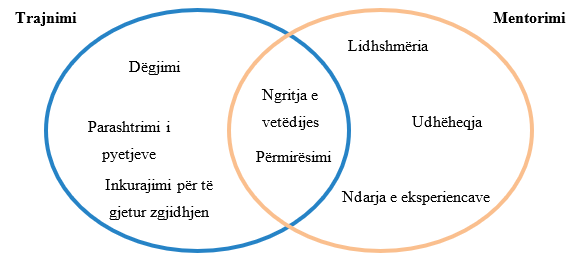 Trajnimi
Mentorimi
Dëgjimi
Parashtrimi i
pyetjeve
Inkurajimi për të
gjetur zgjidhjen
Ngritja e
vetëdijes
Përmirësimi
Lidhshmëria
Udhëheqja
Ndarja e eksperiencave